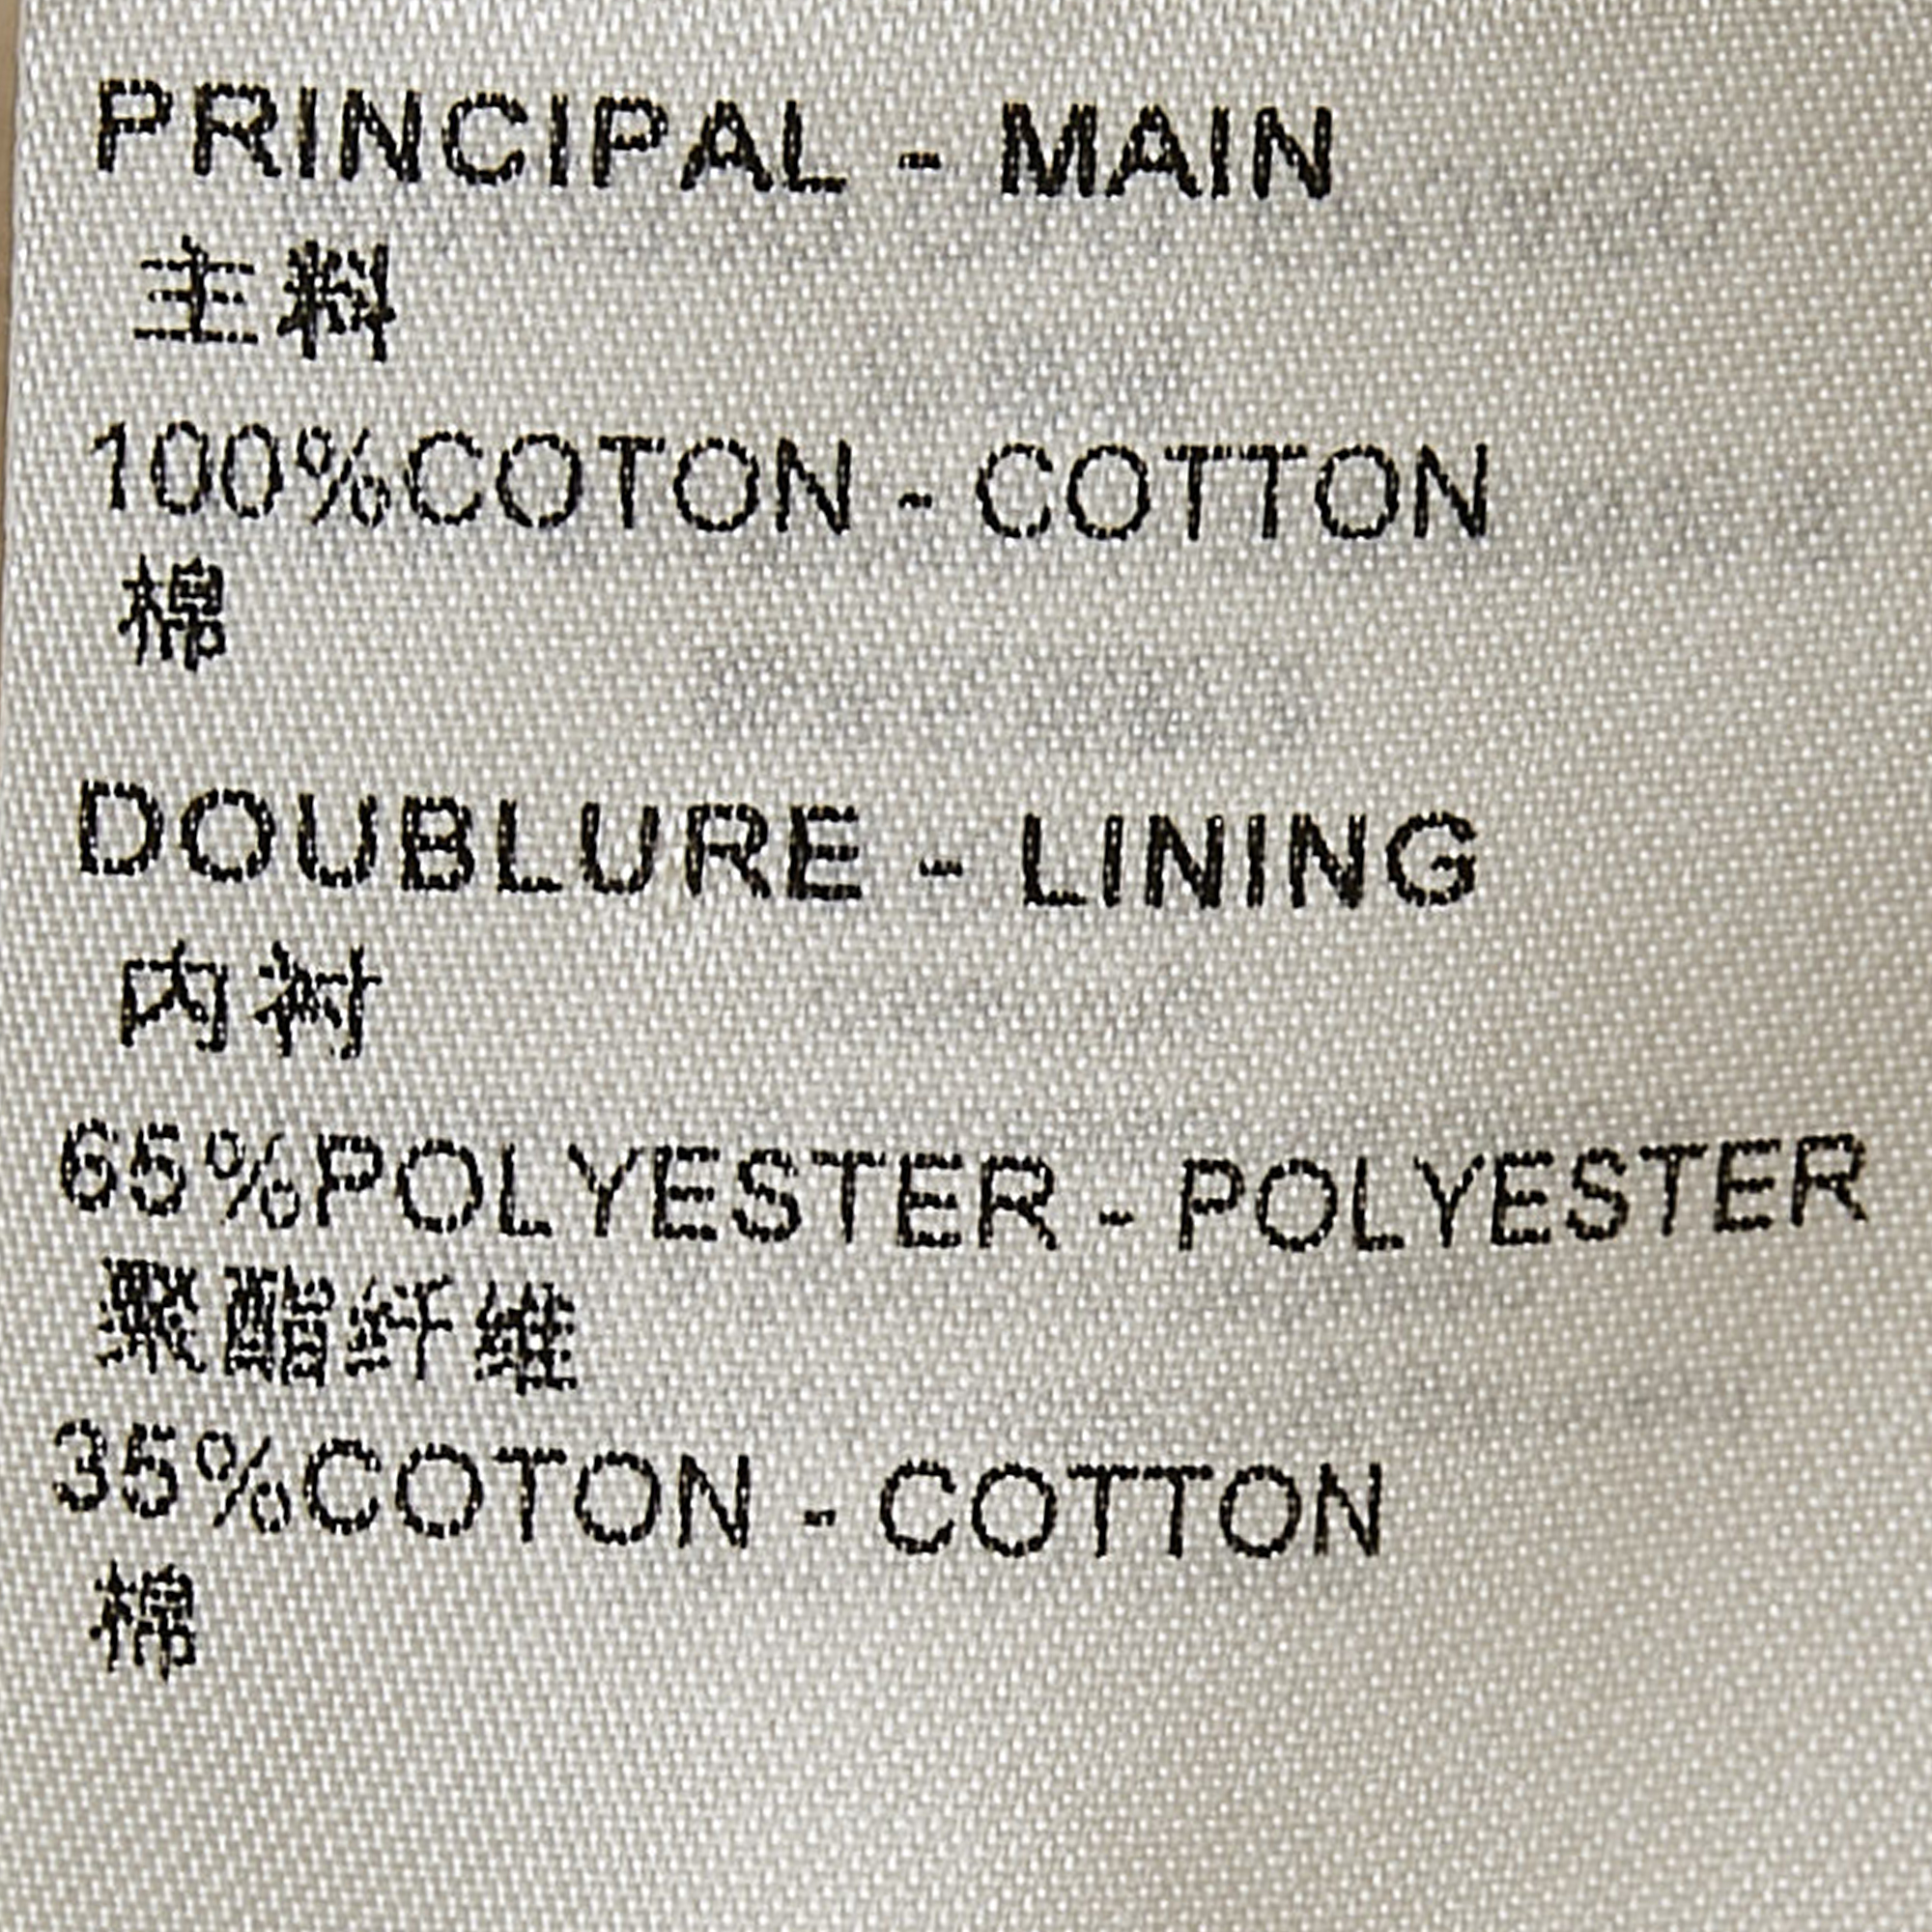 PRINCIPAL - MAIN
主料
100%COTON - COTTON
棉
DOUBLURE - LINING
内衬
65%POLYESTER - POLYESTER
聚酯纤维
35%COTON - COTTON
棉